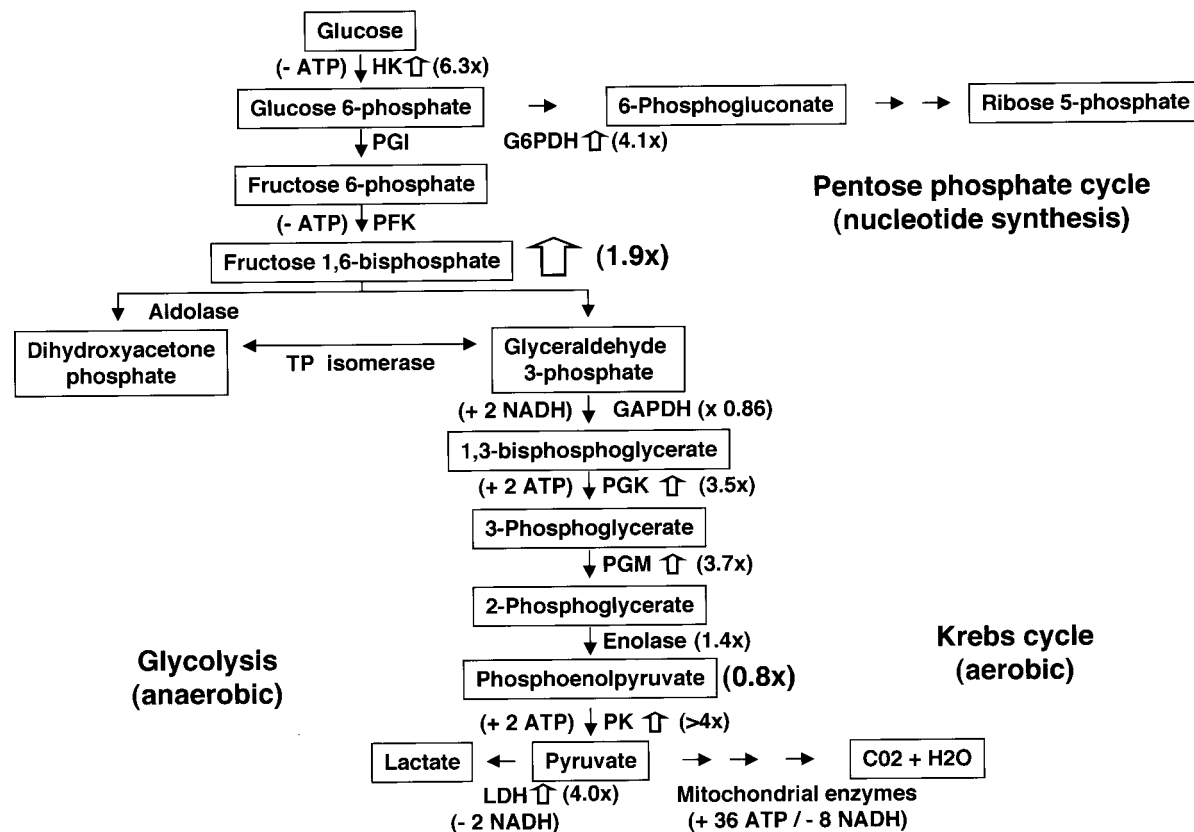 Glucose
(- ATP) HK (6.3x)
Glucose 6-phosphate
6-Phosphogluconate
Ribose 5-phosphate
PGI
G6PDH (4.1x)
Fructose 6-phosphate
Pentose phosphate cycle
(nucleotide synthesis)
(- ATP) PFK
Fructose 1,6-bisphosphate
(1.9x)
Aldolase
Dihydroxyacetone
phosphate
TP isomerase
Glyceraldehyde
3-phosphate
(+ 2 NADH) GAPDH (x 0.86)
1,3-bisphosphoglycerate
(+ 2 ATP) PGK (3.5x)
3-Phosphoglycerate
PGM (3.7x)
2-Phosphoglycerate
Enolase (1.4x)
Glycolysis
(anaerobic)
Krebs cycle
(aerobic)
Phosphoenolpyruvate (0.8x)
(+ 2 ATP) PK (>4x)
Lactate
Pyruvate
C02 + H2O
LDH (4.0x)
(- 2 NADH)
Mitochondrial enzymes
(+ 36 ATP / - 8 NADH)